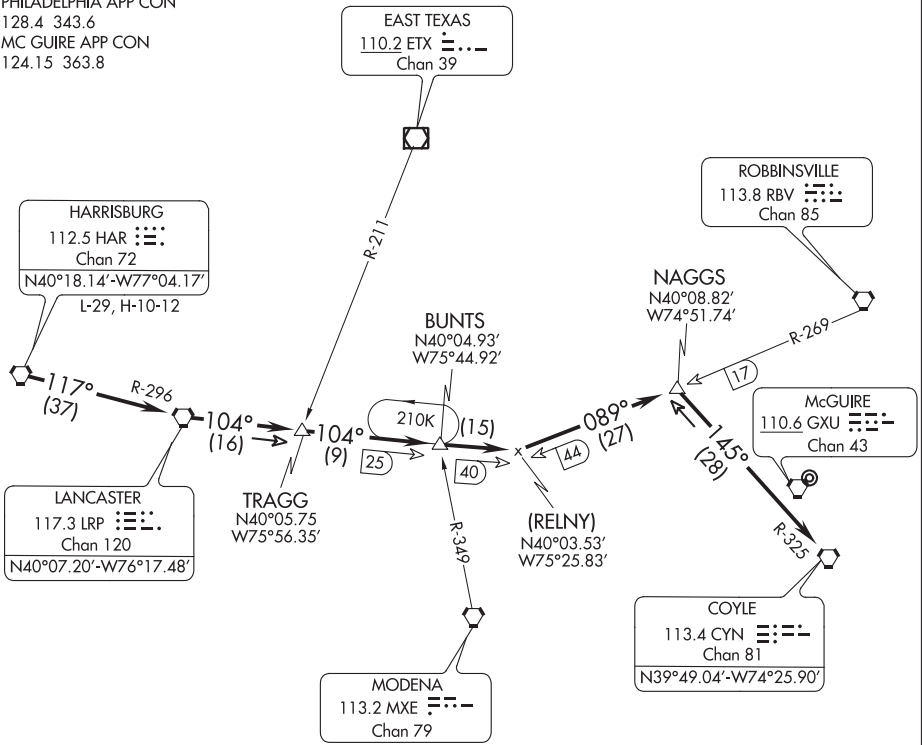 PHILADELPHIA APP CON
128.4 343.6
MC GUIRE APP CON
124.15 363.8
EAST TEXAS
110.2 ETX
Chan 39
ROBBINSVILLE
113.8 RBV
Chan 85
HARRISBURG
112.5 HAR
Chan 72
N40°18.14′-W77°04.17′
L-29, H-10-12
R-211
NAGGS
N40°08.82′
W74°51.74′
BUNTS
N40°04.93′
W75°44.92′
R-269
17
117°
(37)
R-296
104°
(16)
104°
(9)
210K
(15)
25
40
089°
(27)
44
145°
(28)
McGUIRE
110.6 GXU
Chan 43
LANCASTER
117.3 LRP
Chan 120
N40°07.20′-W76°17.48′
TRAGG
N40°05.75
W75°56.35′
R-349
(RELNY)
N40°03.53′
W75°25.83′
R-325
COYLE
113.4 CYN
Chan 81
N39°49.04′-W74°25.90′
MODENA
113.2 MXE
Chan 79